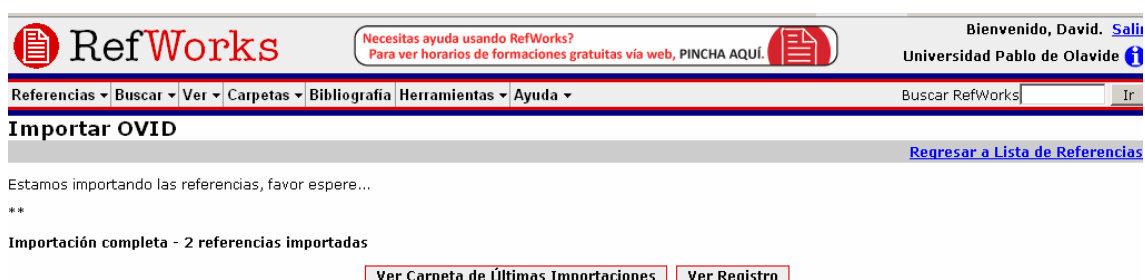 RefWorks
Necesitas ayuda usando RefWorks?
Para ver horarios de formaciones gratuitas vía web, PINCHA AQUÍ.
Bienvenido, David. Salir
Universidad Pablo de Olavide
Referencias Buscar Ver Carpetas Bibliografía Herramientas Ayuda
Buscar RefWorks Ir
Importar OVID
Regresar a Lista de Referencias
Estamos importando las referencias, favor espere...
**
Importación completa - 2 referencias importadas
Ver Carpeta de Últimas Importaciones Ver Registro